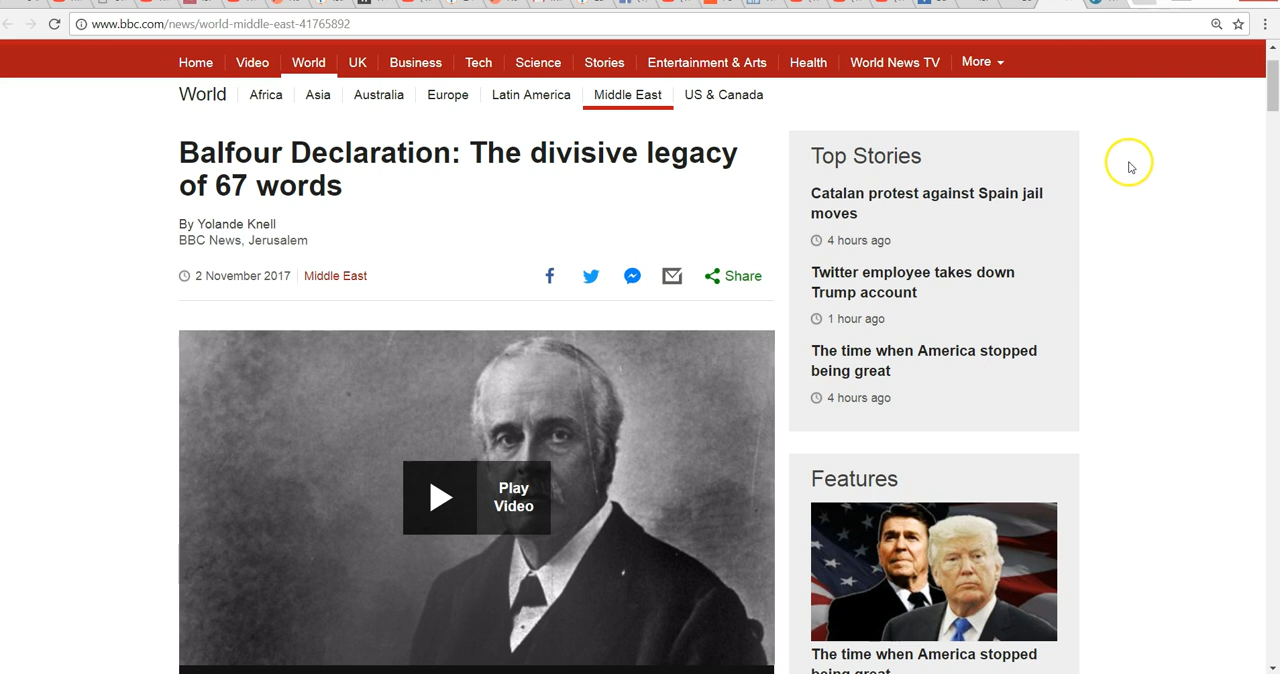 www.bbc.com/news/world-middle-east-41765892
Home Video World UK Business Tech Science Stories Entertainment & Arts Health World News TV More
World Africa Asia Australia Europe Latin America Middle East US & Canada
Balfour Declaration: The divisive legacy
of 67 words
By Yolande Knell
BBC News, Jerusalem
2 November 2017 Middle East
Share
Play
Video
Top Stories
Catalan protest against Spain jail
moves
4 hours ago
Twitter employee takes down
Trump account
1 hour ago
The time when America stopped
being great
4 hours ago
Features
The time when America stopped
being great